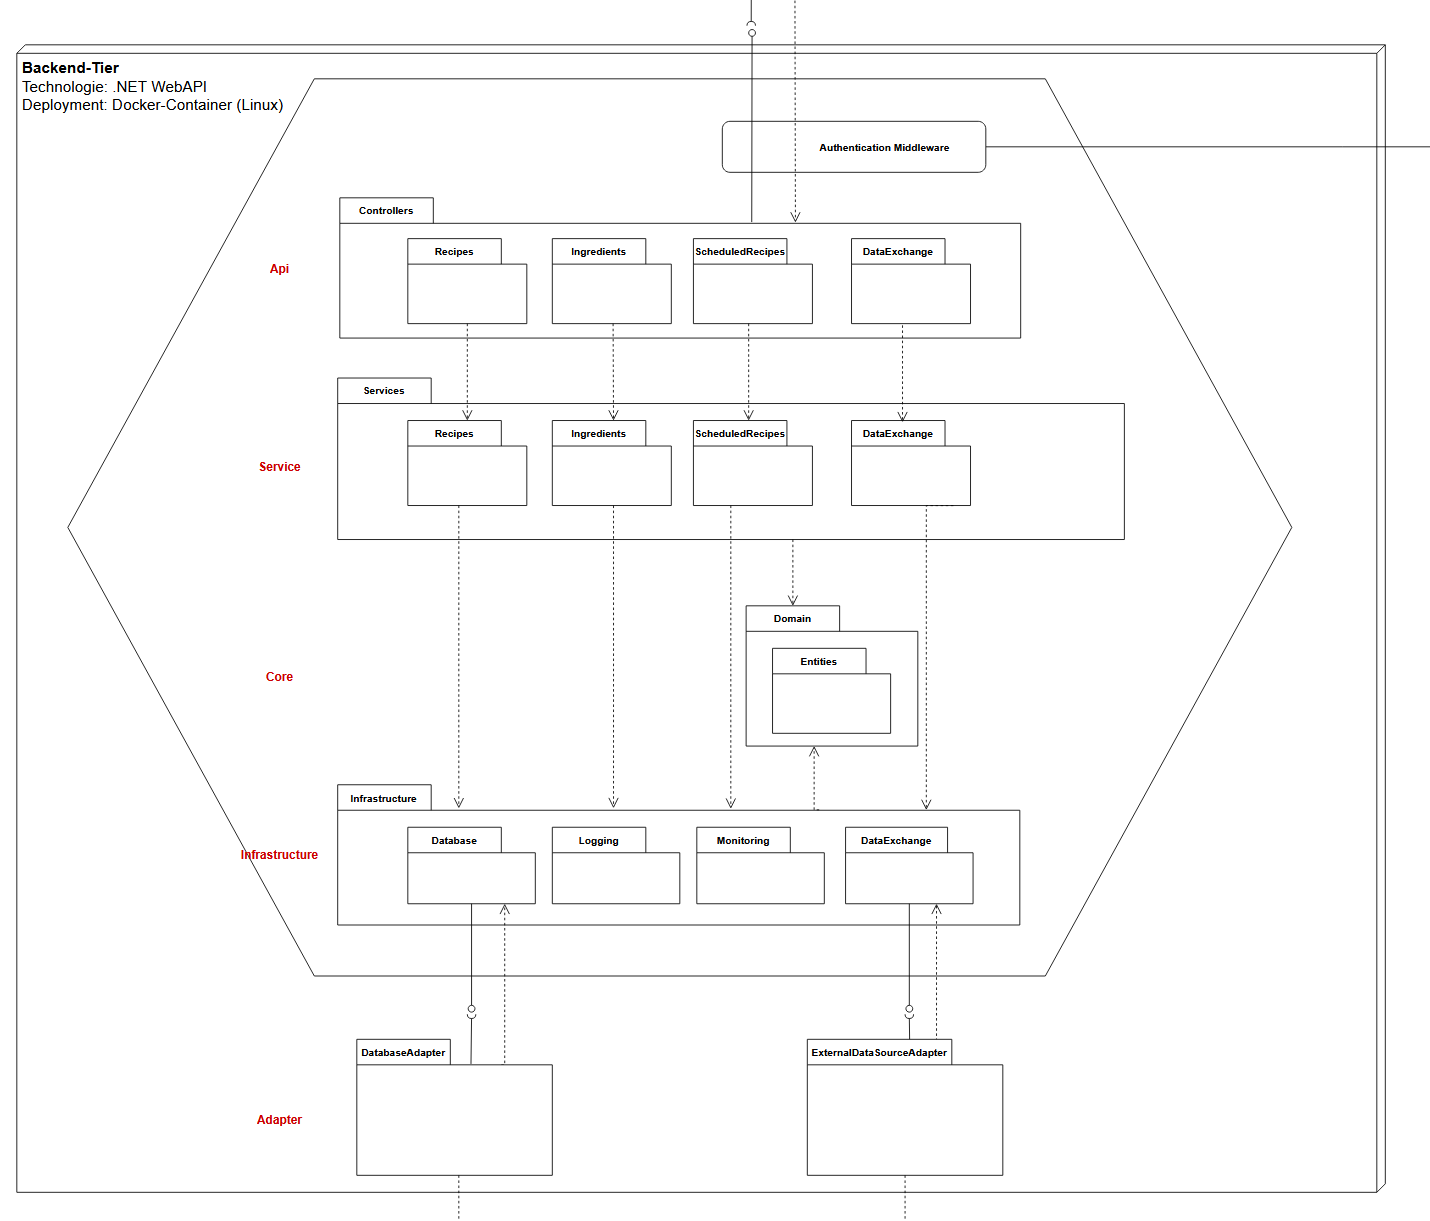 Backend-Tier
Technologie: .NET WebAPI
Deployment: Docker-Container (Linux)
Authentication Middleware
Controllers
Api
Recipes
Ingredients
ScheduledRecipes
DataExchange
Services
Service
Recipes
Ingredients
ScheduledRecipes
DataExchange
Domain
Entities
Core
Infrastructure
Infrastructure
Database
Logging
Monitoring
DataExchange
DatabaseAdapter
ExternalDataSourceAdapter
Adapter